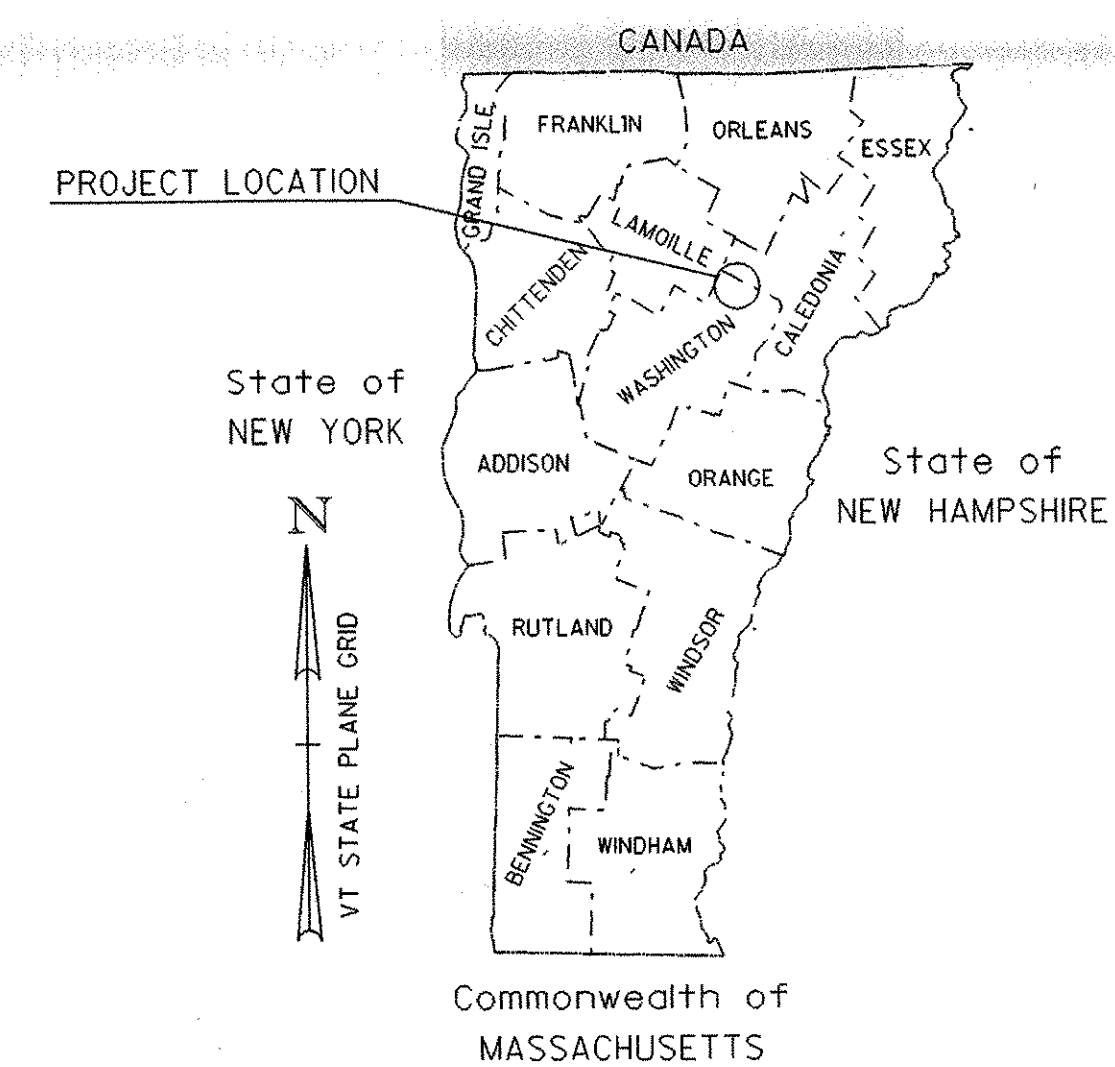 CANADA
FRANKLIN
ORLEANS
ESSEX
GRAND ISLE
PROJECT LOCATION
LAMOILLE
CHITTENDEN
CALEDONIA
WASHINGTON
State of
NEW YORK
ADDISON
ORANGE
State of
NEW HAMPSHIRE
N
VT STATE PLANE GRID
RUTLAND
WINDSOR
BENNINGTON
WINDHAM
Commonwealth of
MASSACHUSETTS